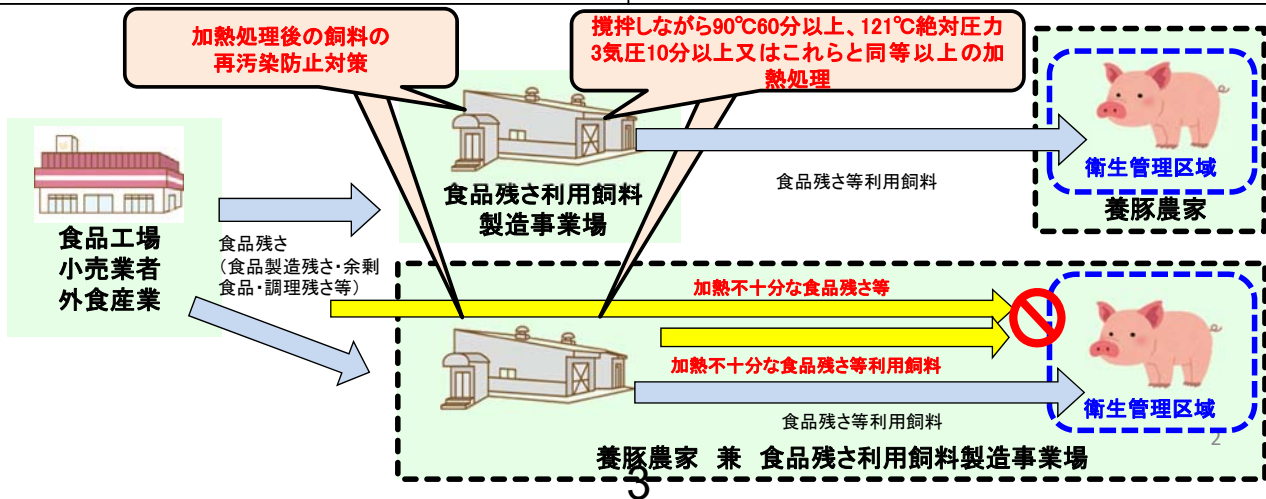 加熱処理後の飼料の
再汚染防止対策
撹拌しながら90℃60分以上、121℃絶対圧力
3気圧10分以上又はこれらと同等以上の加
熱処理
食品工場
小売業者
外食産業
食品残さ
(食品製造残さ・余剰
食品・調理残さ等)
食品残さ利用飼料
製造事業場
食品残さ等利用飼料
衛生管理区域
養豚農家
加熱不十分な食品残さ等
加熱不十分な食品残さ等利用飼料
食品残さ等利用飼料
衛生管理区域
2
養豚農家 兼 食品残さ利用飼料製造事業場
3